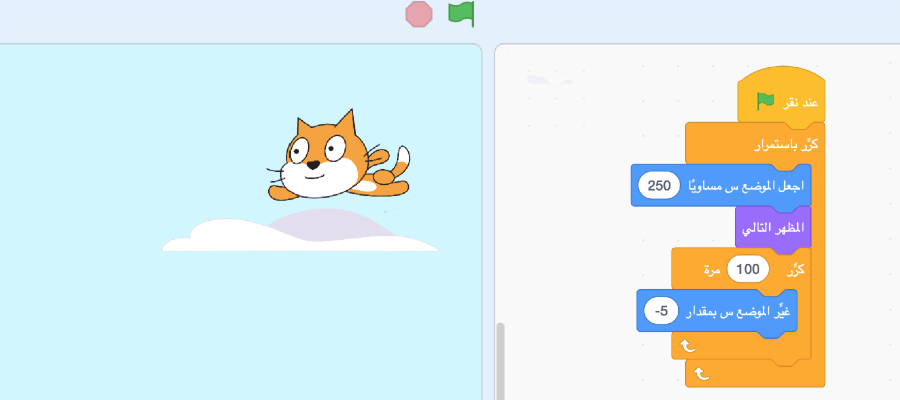 عند نقر
كرِّر باستمرار
اجعل الموضع س مساويًا 250
المظهر التالي
كرِّر 100 مرة
غيِّر الموضع س بمقدار -5